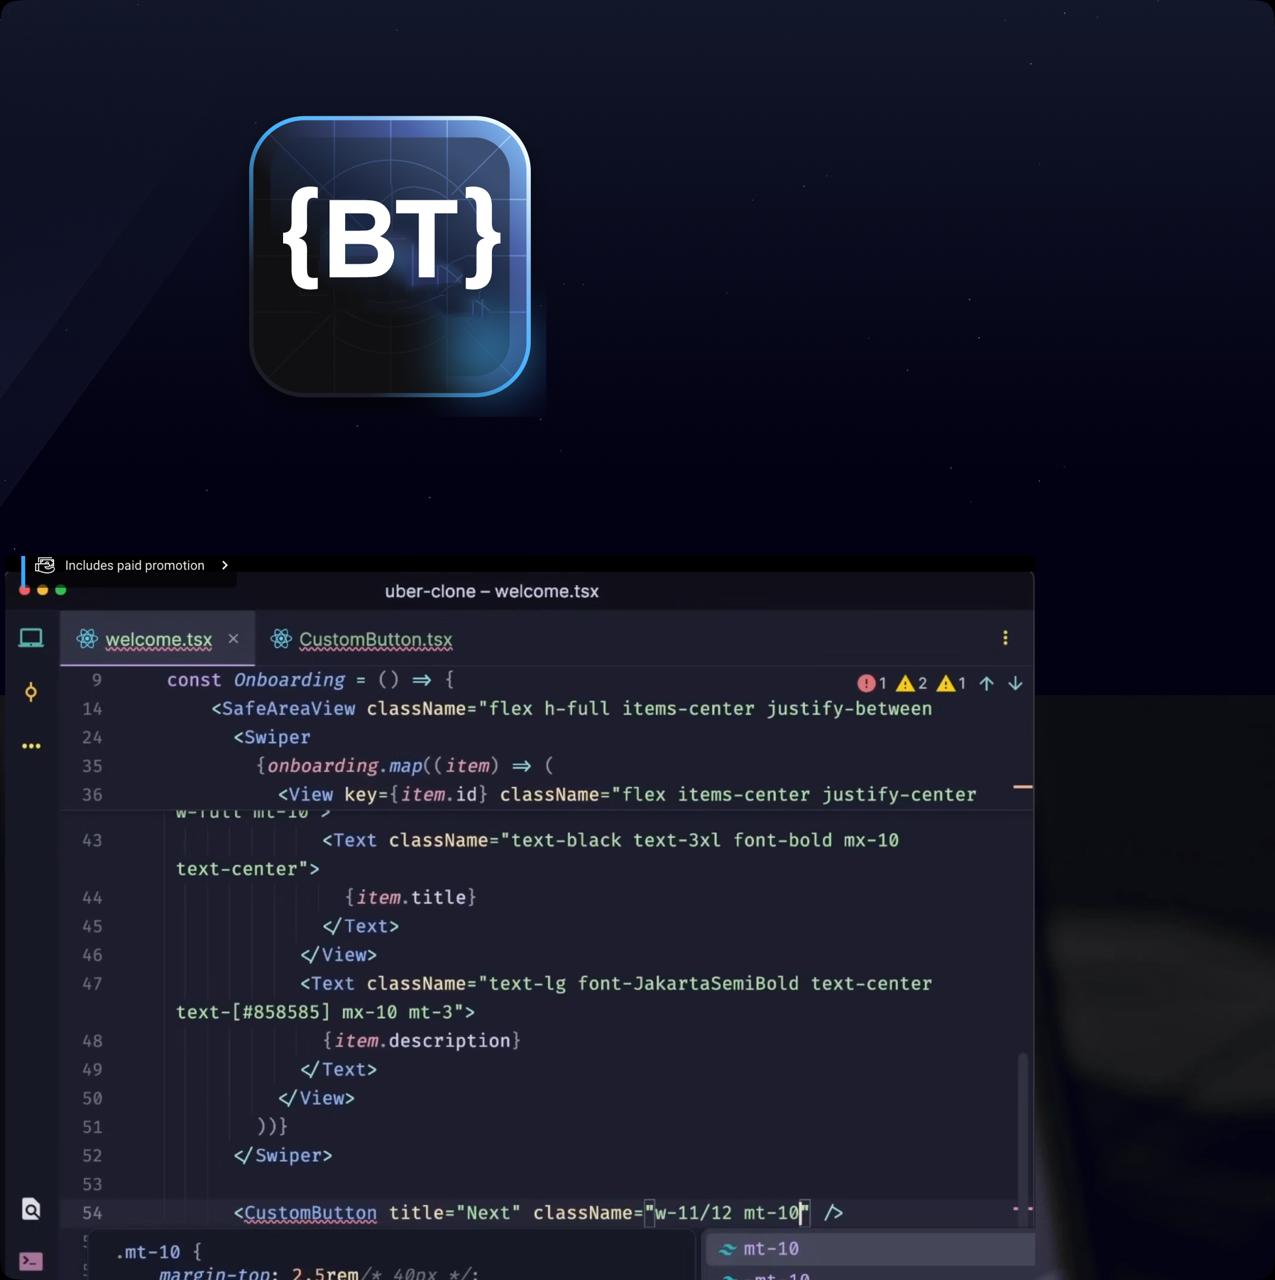 {BT}
Includes paid promotion
uber-clone – welcome.tsx
welcome.tsx
CustomButton.tsx
9 const Onboarding = () => {
1 2 1
14 <SafeAreaView className="flex h-full items-center justify-between
24 <Swiper
35 {onboarding.map((item) => (
36 <View key={item.id} className="flex items-center justify-center
w-full mt-10">
43 <Text className="text-black text-3xl font-bold mx-10
text-center">
44 {item.title}
45 </Text>
46 </View>
47 <Text className="text-lg font-JakartaSemiBold text-center
text-[#858585] mx-10 mt-3">
48 {item.description}
49 </Text>
50 </View>
51 ))}
52 </Swiper>
53
54 <CustomButton title="Next" className="w-11/12 mt-10" />
.mt-10 {
mt-10
margin-top: 2.5rem/* 40px */;
-mt-10